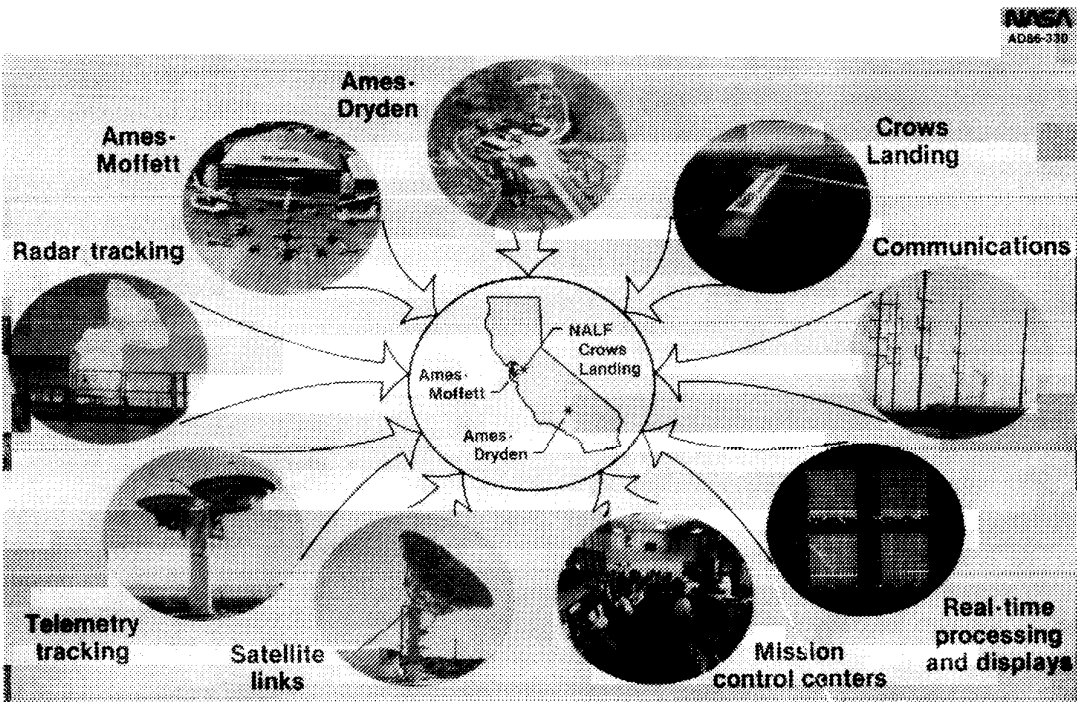 NASA
AD86-330
Ames-
Dryden
Ames-
Moffett
Crows
Landing
Radar tracking
Communications
NALF
Crows
Landing
Ames-
Moffett
Ames-
Dryden
Telemetry
tracking
Satellite
links
Mission
control centers
Real-time
processing
and displays